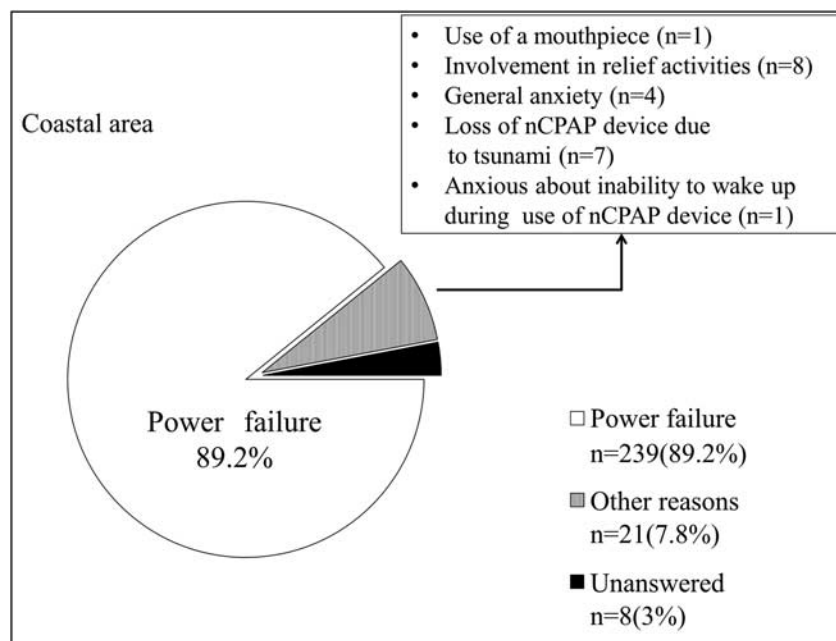 • Use of a mouthpiece (n=1)
• Involvement in relief activities (n=8)
• General anxiety (n=4)
• Loss of nCPAP device due
to tsunami (n=7)
• Anxious about inability to wake up
during use of nCPAP device (n=1)
Coastal area
Power failure
89.2%
Power failure
n=239(89.2%)
Other reasons
n=21(7.8%)
Unanswered
n=8(3%)